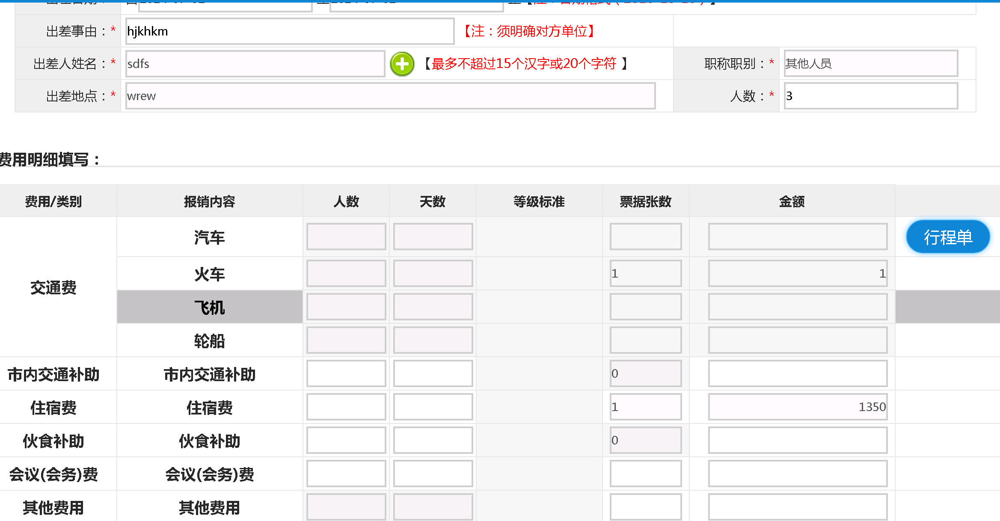 出差事由：* hjkhkm 【注：须明确对方单位】
出差人姓名：* sdfs 【最多不超过15个汉字或20个字符 】 职称职别：* 其他人员
出差地点：* wrew 人数：* 3
费用明细填写：
费用/类别 报销内容 人数 天数 等级标准 票据张数 金额
汽车 行程单
火车 1 1
交通费
飞机
轮船
市内交通补助 市内交通补助 0
住宿费 住宿费 1 1350
伙食补助 伙食补助 0
会议(会务)费 会议(会务)费
其他费用 其他费用